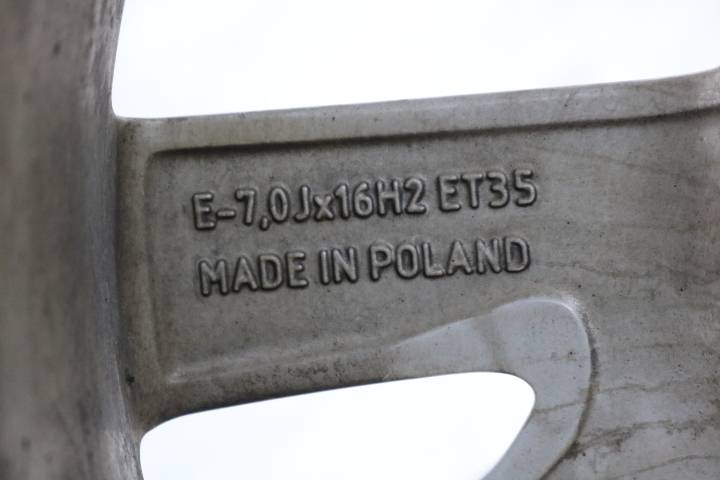 E-7,0Jx16H2 ET35
MADE IN POLAND